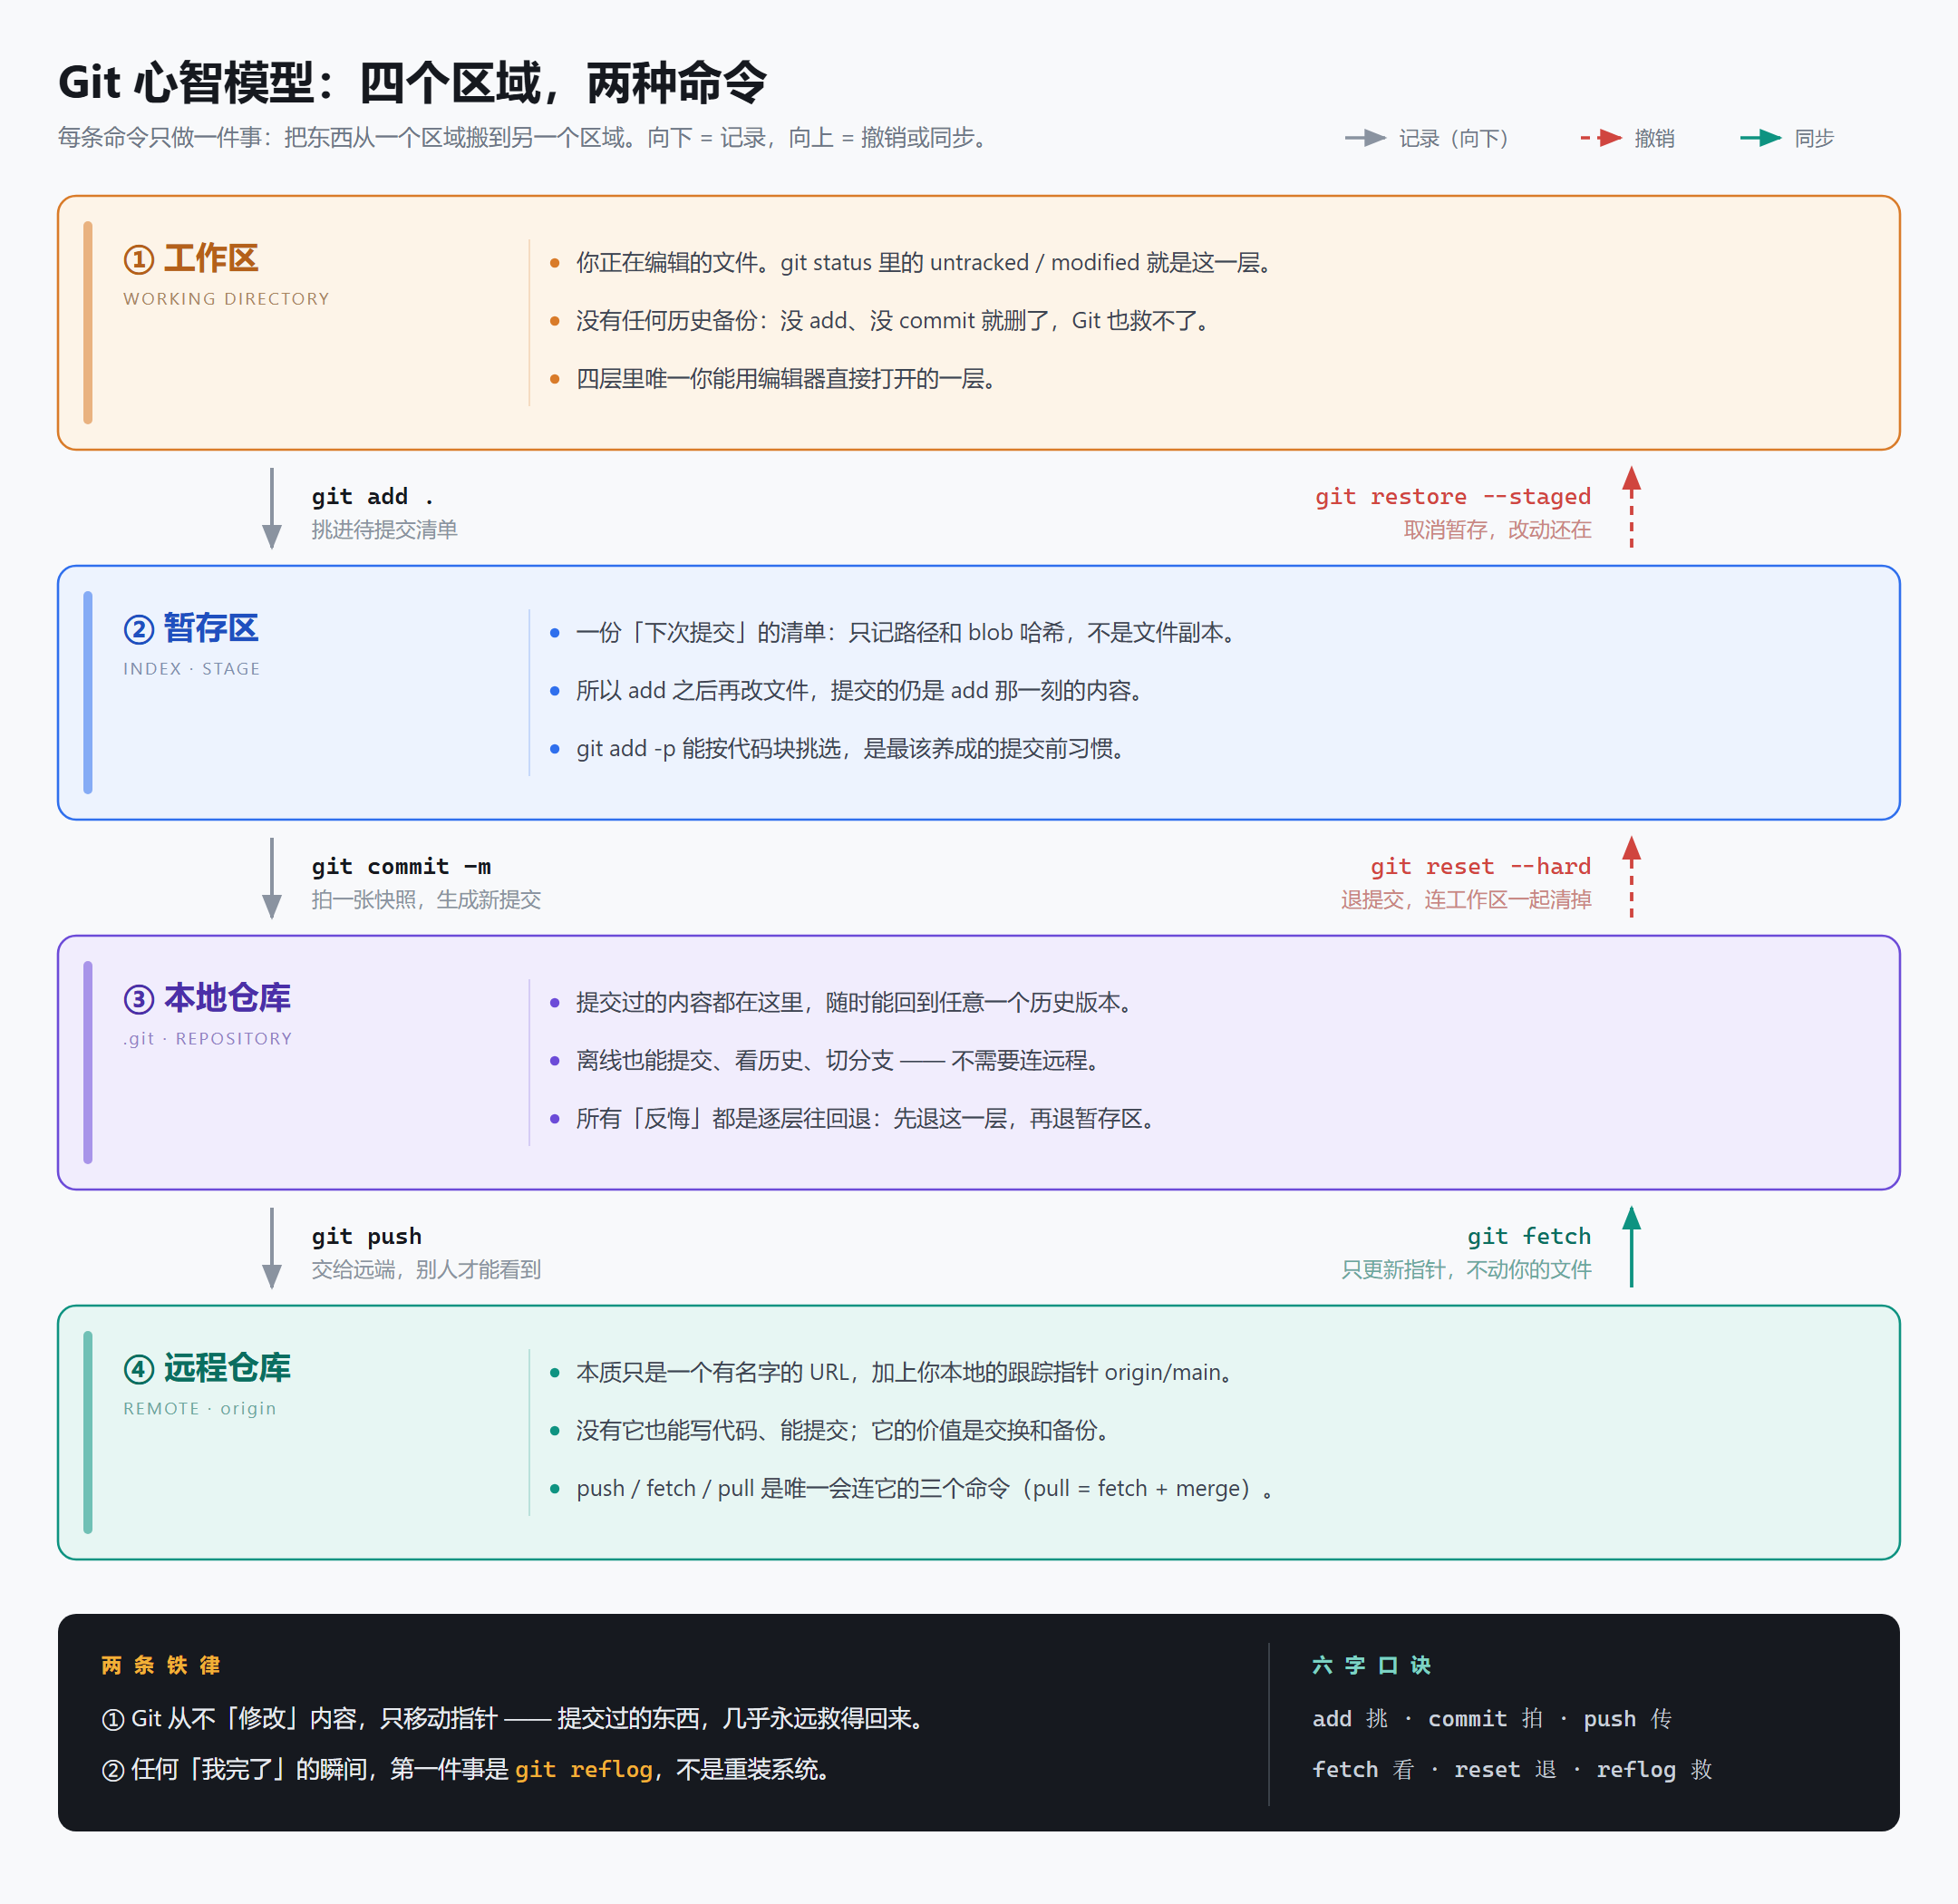 Git 心智模型：四个区域，两种命令
每条命令只做一件事：把东西从一个区域搬到另一个区域。向下 = 记录，向上 = 撤销或同步。
记录（向下）
撤销
同步
① 工作区
WORKING DIRECTORY
你正在编辑的文件。git status 里的 untracked / modified 就是这一层。
没有任何历史备份：没 add、没 commit 就删了，Git 也救不了。
四层里唯一你能用编辑器直接打开的一层。
git add .
挑进待提交清单
git restore --staged
取消暂存，改动还在
② 暂存区
INDEX · STAGE
一份「下次提交」的清单：只记路径和 blob 哈希，不是文件副本。
所以 add 之后再改文件，提交的仍是 add 那一刻的内容。
git add -p 能按代码块挑选，是最该养成的提交前习惯。
git commit -m
拍一张快照，生成新提交
git reset --hard
退提交，连工作区一起清掉
③ 本地仓库
.git · REPOSITORY
提交过的内容都在这里，随时能回到任意一个历史版本。
离线也能提交、看历史、切分支 —— 不需要连远程。
所有「反悔」都是逐层往回退：先退这一层，再退暂存区。
git push
交给远端，别人才能看到
git fetch
只更新指针，不动你的文件
④ 远程仓库
REMOTE · origin
本质只是一个有名字的 URL，加上你本地的跟踪指针 origin/main。
没有它也能写代码、能提交；它的价值是交换和备份。
push / fetch / pull 是唯一会连它的三个命令（pull = fetch + merge）。
两条铁律
① Git 从不「修改」内容，只移动指针 —— 提交过的东西，几乎永远救得回来。
② 任何「我完了」的瞬间，第一件事是 git reflog，不是重装系统。
六字口诀
add 挑 · commit 拍 · push 传
fetch 看 · reset 退 · reflog 救